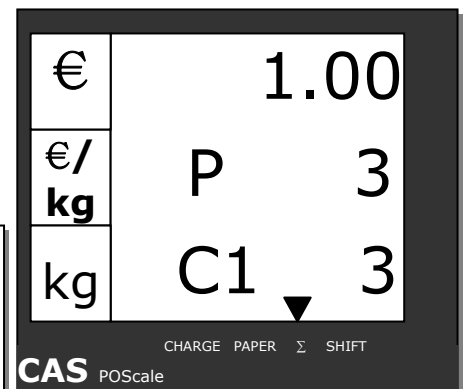 € 1.00
€/kg P 3
kg C1 3
CHARGE PAPER Σ SHIFT
CAS POScale